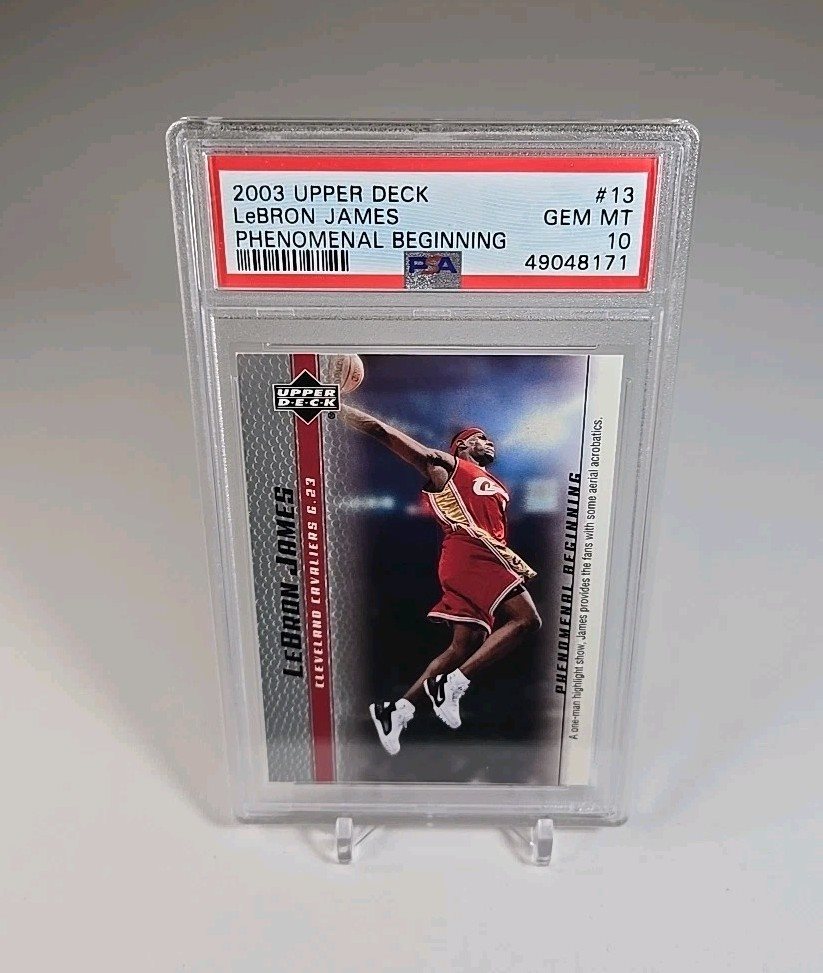 2003 UPPER DECK #13
LeBRON JAMES GEM MT
PHENOMENAL BEGINNING 10
PSA 49048171
UPPER
D·E·C·K
®
LEBRON JAMES
CLEVELAND CAVALIERS G.23
PHENOMENAL BEGINNING
A one-man highlight show, James provides the fans with some aerial acrobatics.